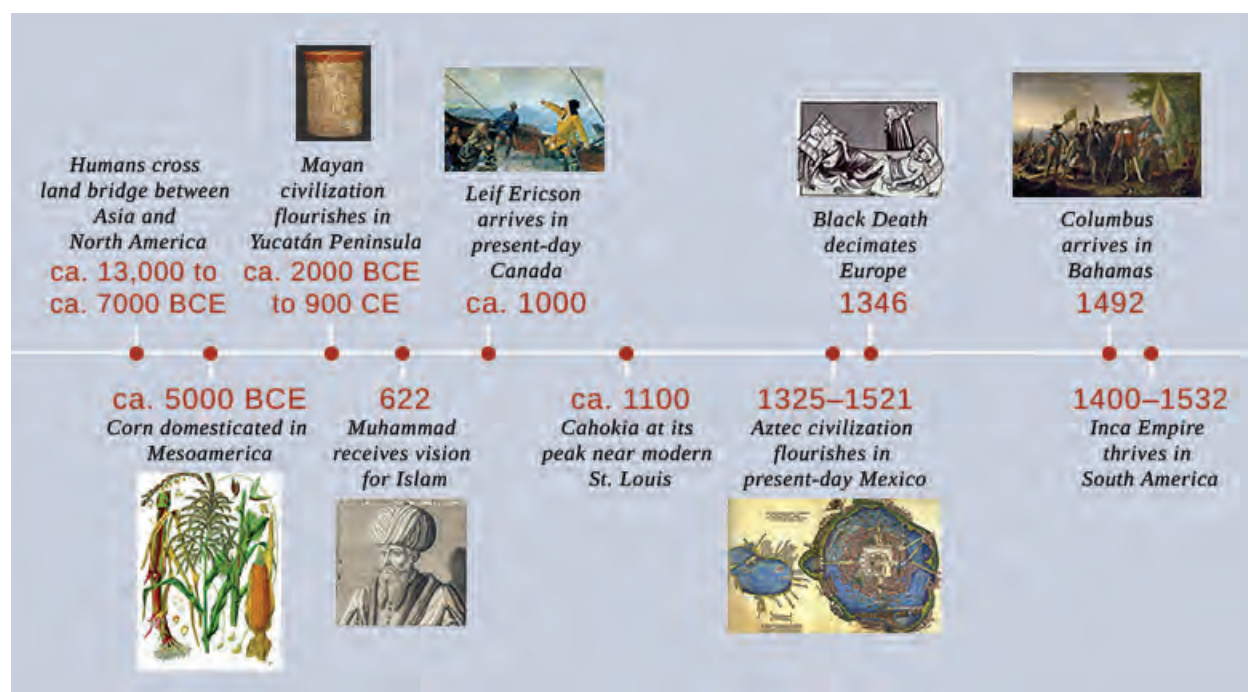 Humans cross
land bridge between
Asia and
North America
ca. 13,000 to
ca. 7000 BCE
Mayan
civilization
flourishes in
Yucatán Peninsula
ca. 2000 BCE
to 900 CE
Leif Ericson
arrives in
present-day
Canada
ca. 1000
Black Death
decimates
Europe
1346
Columbus
arrives in
Bahamas
1492
ca. 5000 BCE
Corn domesticated in
Mesoamerica
622
Muhammad
receives vision
for Islam
ca. 1100
Cahokia at its
peak near modern
St. Louis
1325–1521
Aztec civilization
flourishes in
present-day Mexico
1400–1532
Inca Empire
thrives in
South America